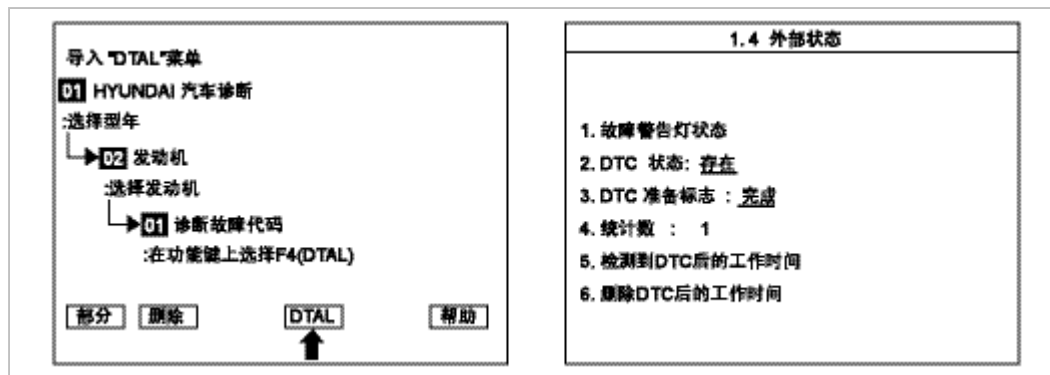 导入"DTAL"菜单
01 HYUNDAI 汽车诊断
:选择型年
02 发动机
:选择发动机
01 诊断故障代码
:在功能键上选择F4(DTAL)
部分 删除 DTAL 帮助
1.4 外部状态
1. 故障警告灯状态
2. DTC 状态: 存在
3. DTC 准备标志 : 完成
4. 统计数 : 1
5. 检测到DTC后的工作时间
6. 删除DTC后的工作时间